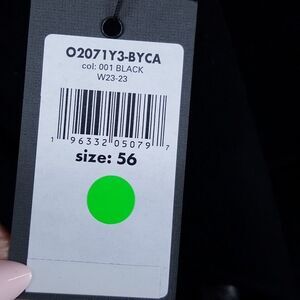 O2071Y3-BYCA
col: 001 BLACK
W23-23
1 96332 05079 7
size: 56